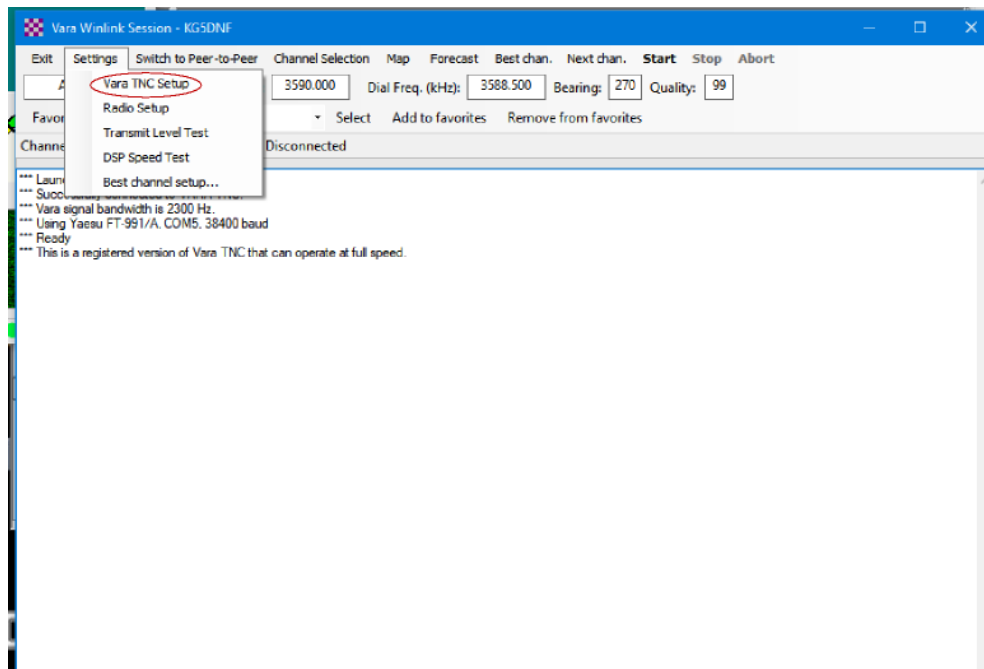 Vara Winlink Session - KG5DNF
Exit Settings Switch to Peer-to-Peer Channel Selection Map Forecast Best chan. Next chan. Start Stop Abort
Vara TNC Setup 3590.000 Dial Freq. (kHz): 3588.500 Bearing: 270 Quality: 99
Radio Setup
Favor Select Add to favorites Remove from favorites
Transmit Level Test
Channe Disconnected
DSP Speed Test
Best channel setup...
*** Laun
*** Vara signal bandwidth is 2300 Hz.
*** Using Yaesu FT-991/A, COM5, 38400 baud
*** Ready
*** This is a registered version of Vara TNC that can operate at full speed.